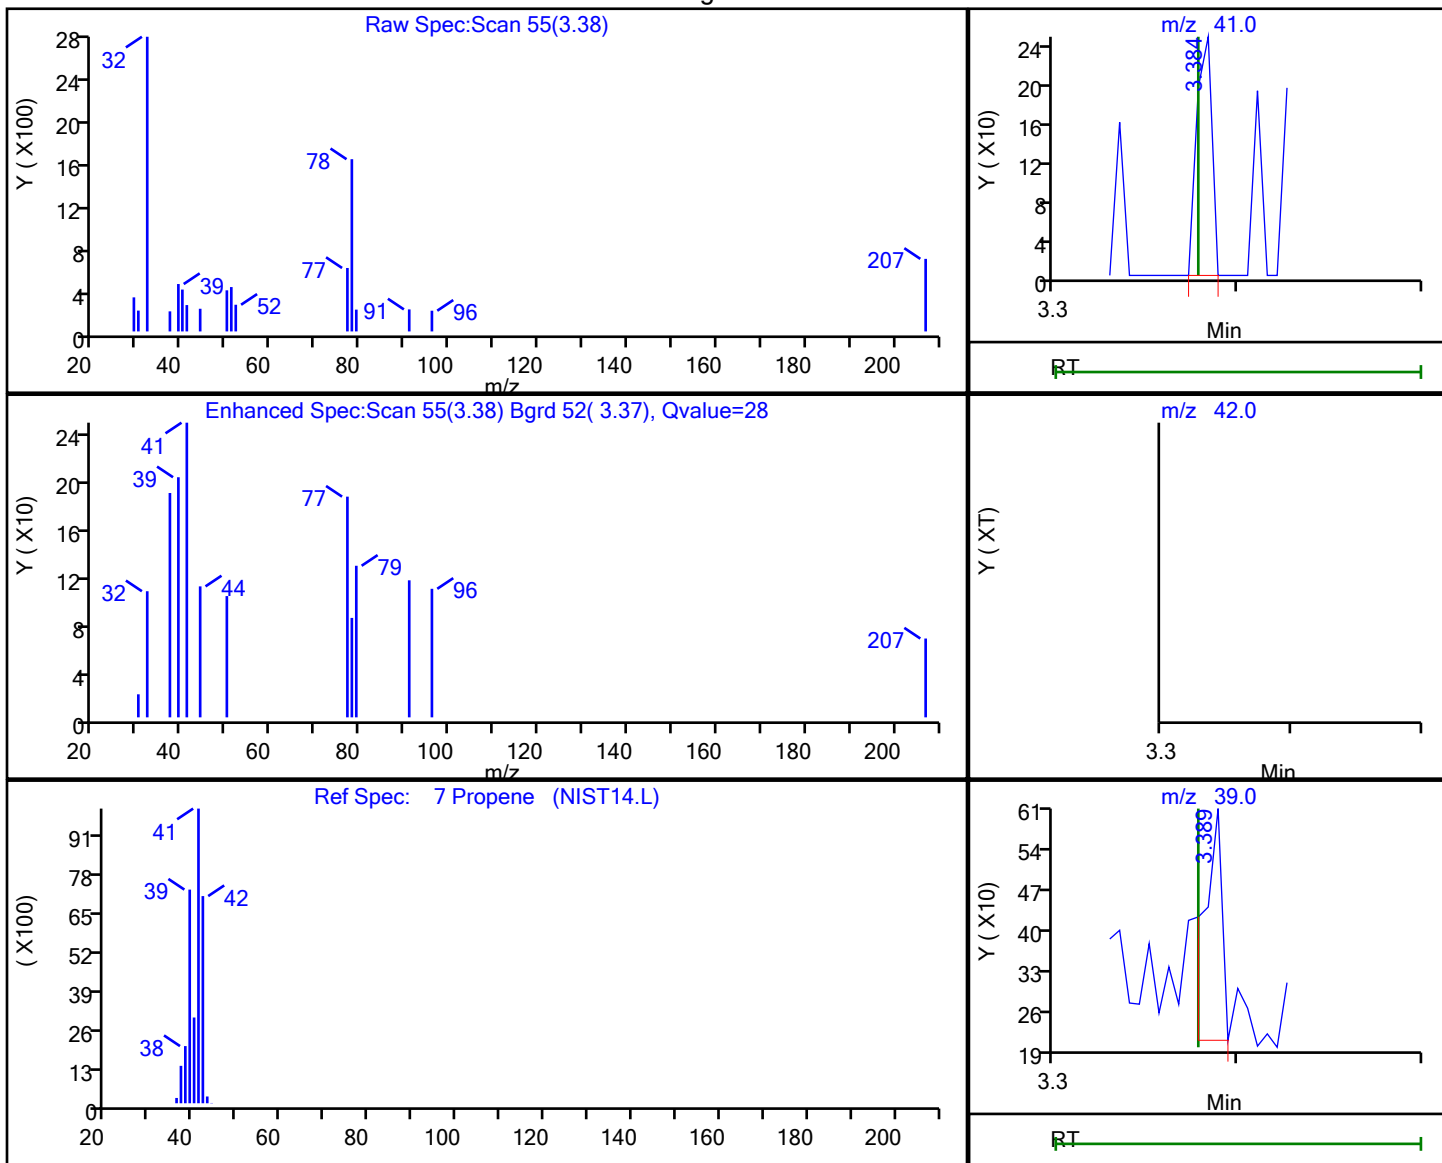 Raw Spec:Scan 55(3.38)
Y ( X100)
28
24
20
16
12
8
4
0
32
39
52
77
78
91
96
207
20 40 60 80 100 120 140 160 180 200
m/z
m/z 41.0
Y ( X10)
24
20
16
12
8
4
0
3.384
3.3
Min
RT
Enhanced Spec:Scan 55(3.38) Bgrd 52( 3.37), Qvalue=28
Y ( X10)
24
20
16
12
8
4
0
32
39
41
44
77
79
96
207
20 40 60 80 100 120 140 160 180 200
m/z
m/z 42.0
Y ( XT)
3.3
Min
Ref Spec: 7 Propene (NIST14.L)
( X100)
91
78
65
52
39
26
13
0
38
39
41
42
20 40 60 80 100 120 140 160 180 200
m/z 39.0
Y ( X10)
61
54
47
40
33
26
19
3.389
3.3
Min
RT